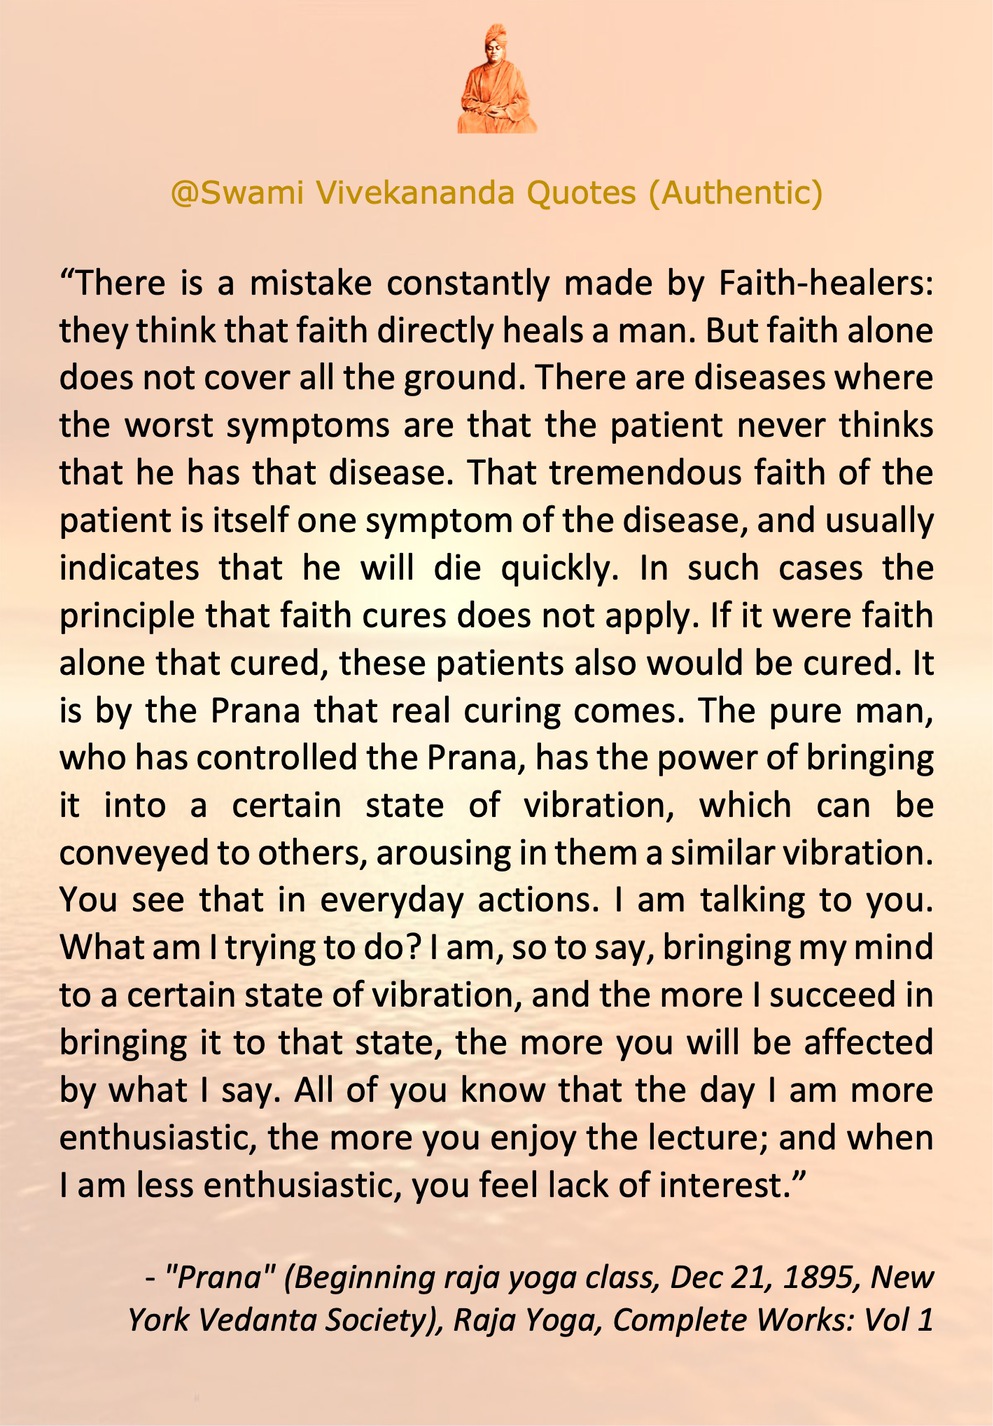 @Swami Vivekananda Quotes (Authentic)
“There is a mistake constantly made by Faith-healers:
they think that faith directly heals a man. But faith alone
does not cover all the ground. There are diseases where
the worst symptoms are that the patient never thinks
that he has that disease. That tremendous faith of the
patient is itself one symptom of the disease, and usually
indicates that he will die quickly. In such cases the
principle that faith cures does not apply. If it were faith
alone that cured, these patients also would be cured. It
is by the Prana that real curing comes. The pure man,
who has controlled the Prana, has the power of bringing
it into a certain state of vibration, which can be
conveyed to others, arousing in them a similar vibration.
You see that in everyday actions. I am talking to you.
What am I trying to do? I am, so to say, bringing my mind
to a certain state of vibration, and the more I succeed in
bringing it to that state, the more you will be affected
by what I say. All of you know that the day I am more
enthusiastic, the more you enjoy the lecture; and when
I am less enthusiastic, you feel lack of interest.”
- "Prana" (Beginning raja yoga class, Dec 21, 1895, New
York Vedanta Society), Raja Yoga, Complete Works: Vol 1